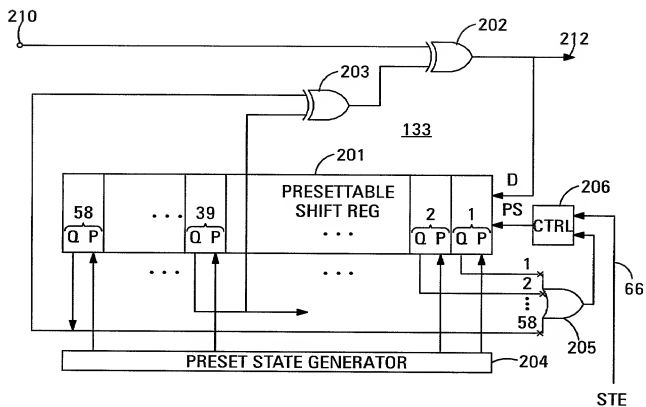 210
202
212
203
133
201
D
206
58
39
PRESETTABLE
SHIFT REG
2
1
PS
CTRL
Q P
. . .
Q P
. . .
Q P
Q P
1
. . .
. . .
2
66
58
205
PRESET STATE GENERATOR
204
STE